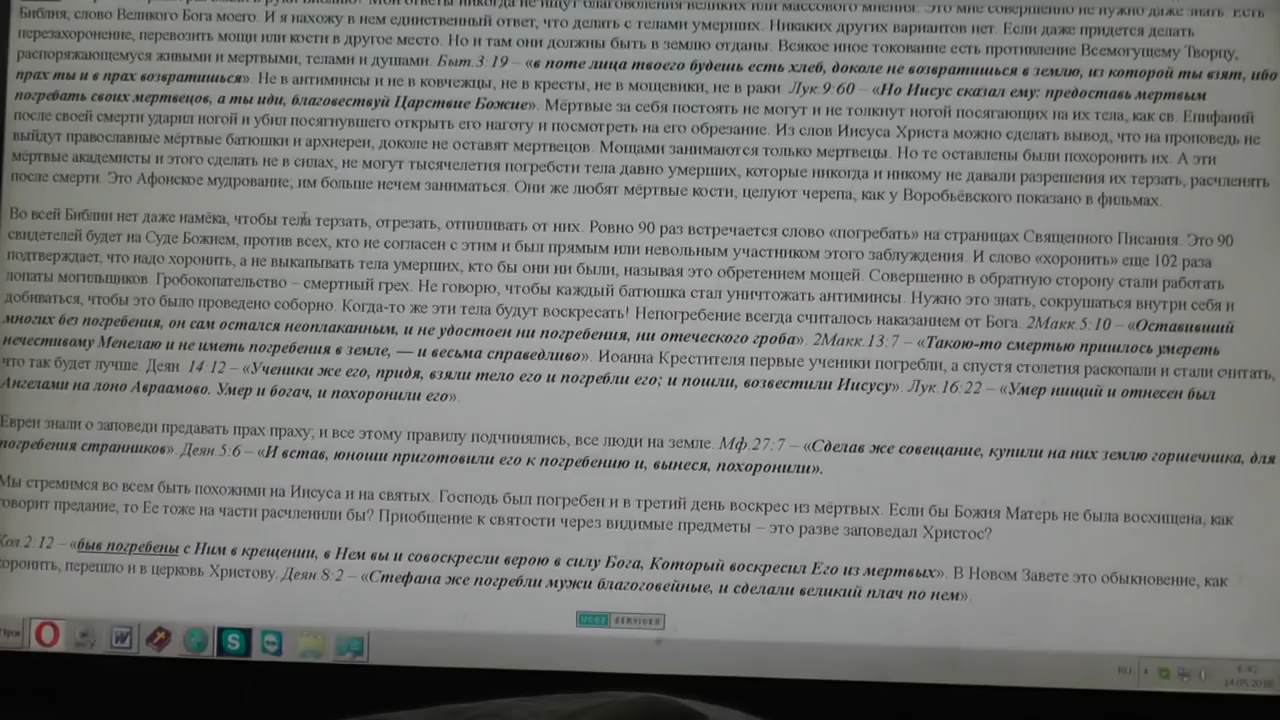 Мои ответы никогда не ищут благоволения великих или массового мнения. Это мне совершенно не нужно даже знать. Есть
Библия, слово Великого Бога моего. И я нахожу в нем единственный ответ, что делать с телами умерших. Никаких других вариантов нет. Если даже придется делать
перезахоронение, перевозить мощи или кости в другое место. Но и там они должны быть в землю отданы. Всякое иное токование есть противление Всемогущему Творцу,
распоряжающемуся живыми и мертвыми, телами и душами. Быт.3:19 – «в поте лица твоего будешь есть хлеб, доколе не возвратишься в землю, из которой ты взят, ибо
прах ты и в прах возвратишься». Не в антиминсы и не в ковчежцы, не в кресты, не в мощевики, не в раки. Лук.9:60 – «Но Иисус сказал ему: предоставь мертвым
погребать своих мертвецов, а ты иди, благовествуй Царствие Божие». Мёртвые за себя постоять не могут и не толкнут ногой посягающих на их тела, как св. Епифаний
после своей смерти ударил ногой и убил посягнувшего открыть его наготу и посмотреть на его обрезание. Из слов Иисуса Христа можно сделать вывод, что на проповедь не
выйдут православные мёртвые батюшки и архиереи, доколе не оставят мертвецов. Мощами занимаются только мертвецы. Но те оставлены были похоронить их. А эти
мёртвые академисты и этого сделать не в силах, не могут тысячелетия погребсти тела давно умерших, которые никогда и никому не давали разрешения их терзать, расчленять
после смерти. Это Афонское мудрование; им больше нечем заниматься. Они же любят мёртвые кости, целуют черепа, как у Воробьёвского показано в фильмах.
Во всей Библии нет даже намёка, чтобы тела терзать, отрезать, отпиливать от них. Ровно 90 раз встречается слово «погребать» на страницах Священного Писания. Это 90
свидетелей будет на Суде Божием, против всех, кто не согласен с этим и был прямым или невольным участником этого заблуждения. И слово «хоронить» еще 102 раза
подтверждает, что надо хоронить, а не выкапывать тела умерших, кто бы они ни были, называя это обретением мощей. Совершенно в обратную сторону стали работать
лопаты могильщиков. Гробокопательство – смертный грех. Не говорю, чтобы каждый батюшка стал уничтожать антиминсы. Нужно это знать, сокрушаться внутри себя и
добиваться, чтобы это было проведено соборно. Когда-то же эти тела будут воскресать! Непогребение всегда считалось наказанием от Бога. 2Макк.5:10 – «Оставивший
многих без погребения, он сам остался неоплаканным, и не удостоен ни погребения, ни отеческого гроба». 2Макк.13:7 – «Такою-то смертью пришлось умереть
нечестивому Менелаю и не иметь погребения в земле, — и весьма справедливо». Иоанна Крестителя первые ученики погребли, а спустя столетия раскопали и стали считать,
что так будет лучше. Деян. 14:12 – «Ученики же его, придя, взяли тело его и погребли его; и пошли, возвестили Иисусу». Лук.16:22 – «Умер нищий и отнесен был
Ангелами на лоно Авраамово. Умер и богач, и похоронили его».
Евреи знали о заповеди предавать прах праху; и все этому правилу подчинялись, все люди на земле. Мф.27:7 – «Сделав же совещание, купили на них землю горшечника, для
погребения странников». Деян.5:6 – «И встав, юноши приготовили его к погребению и, вынеся, похоронили».
Мы стремимся во всем быть похожими на Иисуса и на святых. Господь был погребен и в третий день воскрес из мёртвых. Если бы Божия Матерь не была восхищена, как
говорит предание, то Ее тоже на части расчленили бы? Приобщение к святости через видимые предметы – это разве заповедал Христос?
Кол.2:12 – «быв погребены с Ним в крещении, в Нем вы и совоскресли верою в силу Бога, Который воскресил Его из мертвых». В Новом Завете это обыкновение, как
хоронить, перешло и в церковь Христову. Деян.8:2 – «Стефана же погребли мужи благоговейные, и сделали великий плач по нем».
UCOZ SERVICES
RU